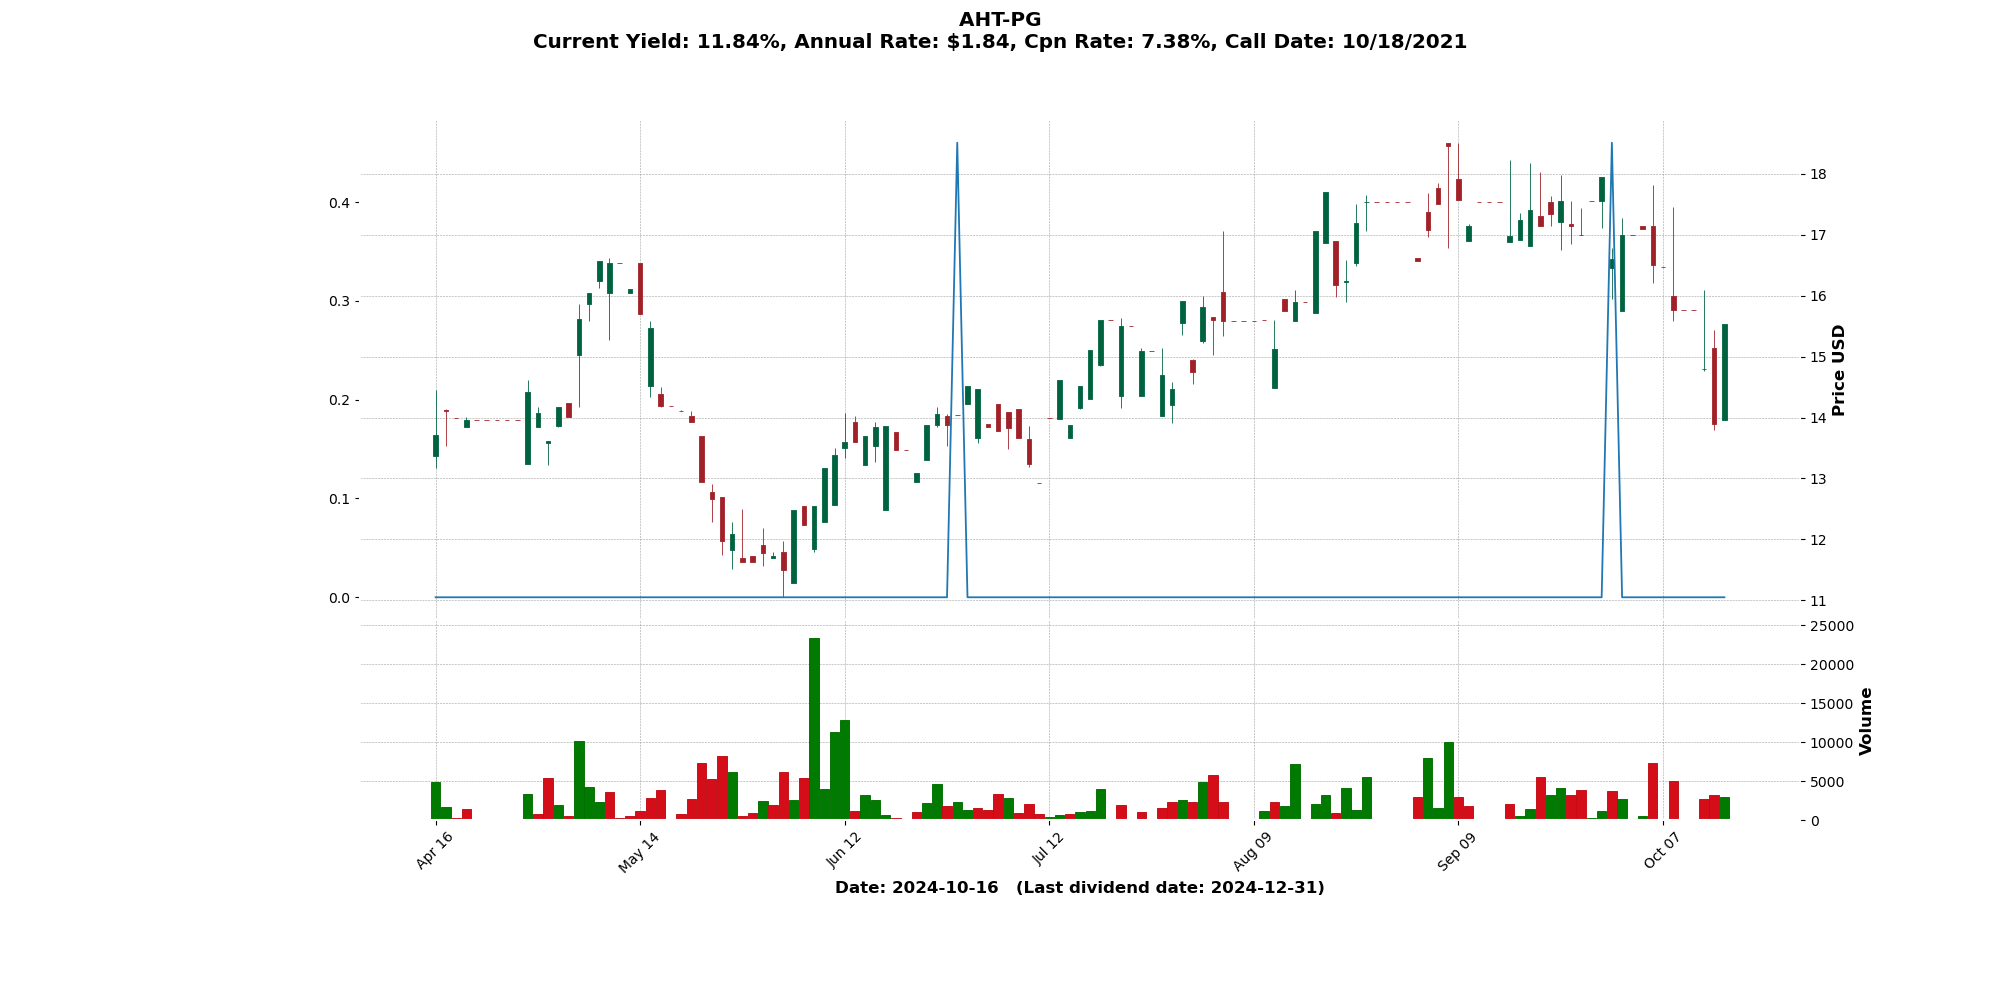 AHT-PG
Current Yield: 11.84%, Annual Rate: $1.84, Cpn Rate: 7.38%, Call Date: 10/18/2021
0.4
0.3
0.2
0.1
0.0
18
17
16
15
14
13
12
11
Price USD
25000
20000
15000
10000
5000
0
Volume
Apr 16
May 14
Jun 12
Jul 12
Aug 09
Sep 09
Oct 07
Date: 2024-10-16   (Last dividend date: 2024-12-31)